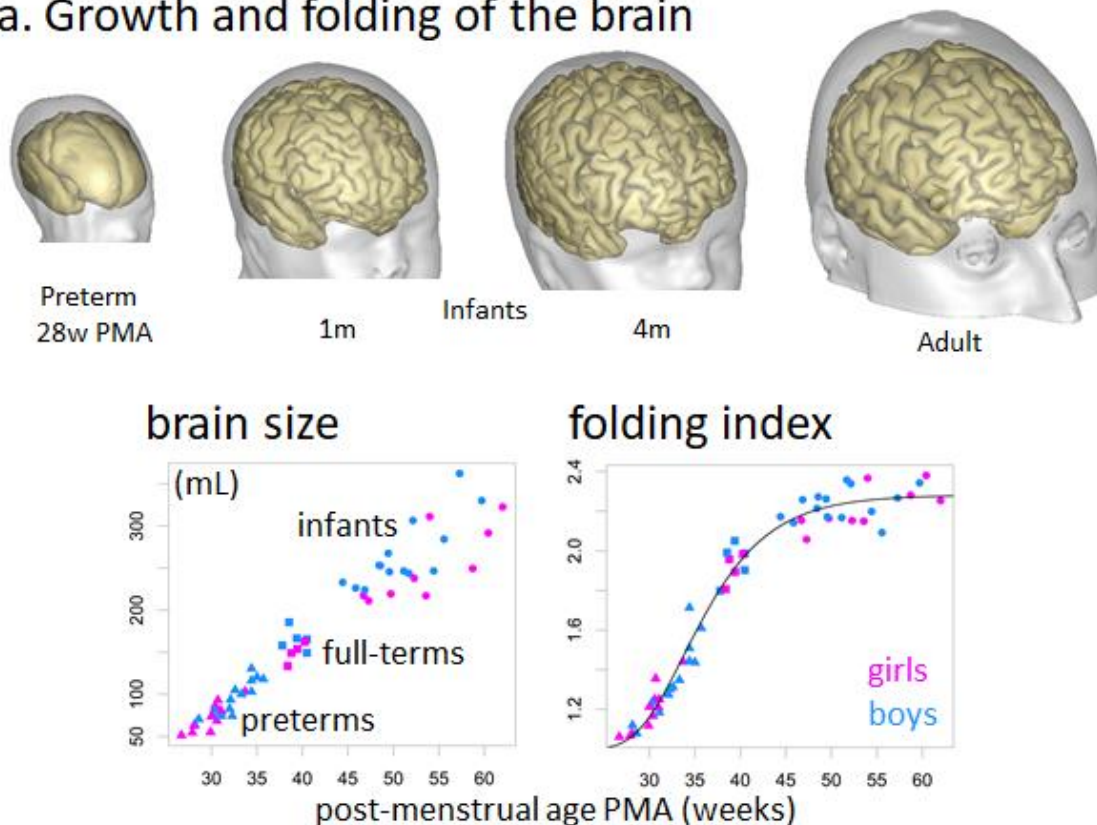 a. Growth and folding of the brain
Preterm
28w PMA
Infants
1m
4m
Adult
brain size
folding index
(mL)
infants
full-terms
preterms
300
200
100
50
30 35 40 45 50 55 60
2.4
2.0
1.6
1.2
girls
boys
30 35 40 45 50 55 60
post-menstrual age PMA (weeks)